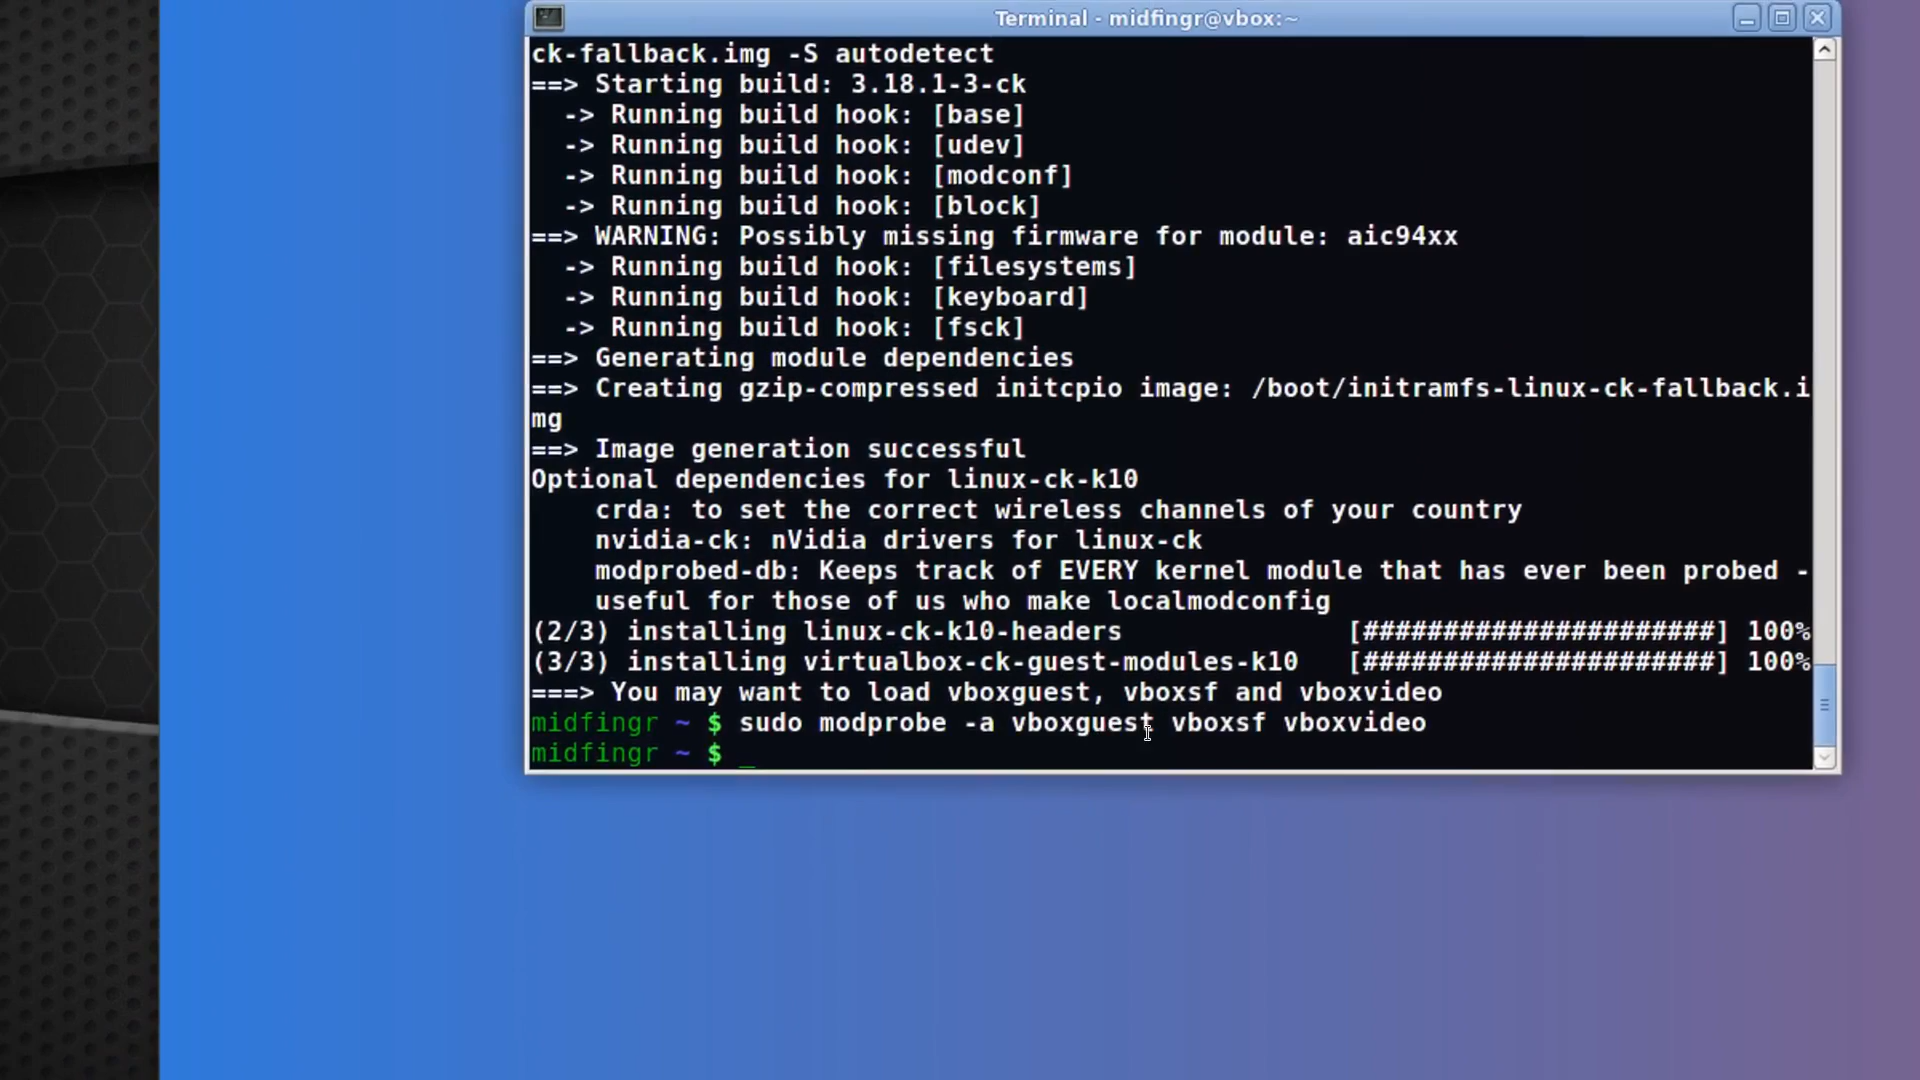 Terminal - midfingr@vbox:~
ck-fallback.img -S autodetect
==> Starting build: 3.18.1-3-ck
  -> Running build hook: [base]
  -> Running build hook: [udev]
  -> Running build hook: [modconf]
  -> Running build hook: [block]
==> WARNING: Possibly missing firmware for module: aic94xx
  -> Running build hook: [filesystems]
  -> Running build hook: [keyboard]
  -> Running build hook: [fsck]
==> Generating module dependencies
==> Creating gzip-compressed initcpio image: /boot/initramfs-linux-ck-fallback.i
mg
==> Image generation successful
Optional dependencies for linux-ck-k10
    crda: to set the correct wireless channels of your country
    nvidia-ck: nVidia drivers for linux-ck
    modprobed-db: Keeps track of EVERY kernel module that has ever been probed -
    useful for those of us who make localmodconfig
(2/3) installing linux-ck-k10-headers              [######################] 100%
(3/3) installing virtualbox-ck-guest-modules-k10   [######################] 100%
===> You may want to load vboxguest, vboxsf and vboxvideo
midfingr ~ $ sudo modprobe -a vboxguest vboxsf vboxvideo
midfingr ~ $ _